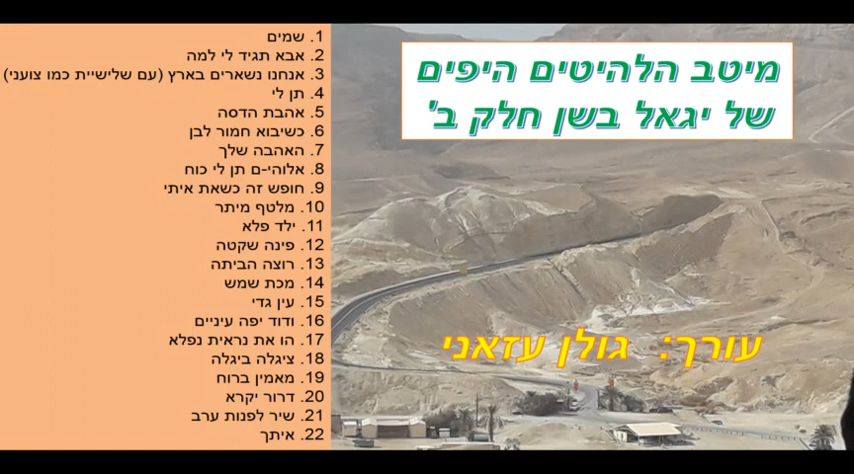 מיטב הלהיטים היפים
של יגאל בשן חלק ב'
1. שמים
2. אבא תגיד לי למה
3. אנחנו נשארים בארץ (עם שלישיית כמו צועני)
4. תן לי
5. אהבת הדסה
6. כשיבוא חמור לבן
7. האהבה שלך
8. אלוהי-ם תן לי כוח
9. חופש זה כשאת איתי
10. מלטף מיתר
11. ילד פלא
12. פינה שקטה
13. רוצה הביתה
14. מכת שמש
15. עין גדי
16. ודוד יפה עיניים
17. הו את נראית נפלא
18. ציגלה ביגלה
19. מאמין ברוח
20. דרור יקרא
21. שיר לפנות ערב
22. איתך
עורך: גולן עזאני